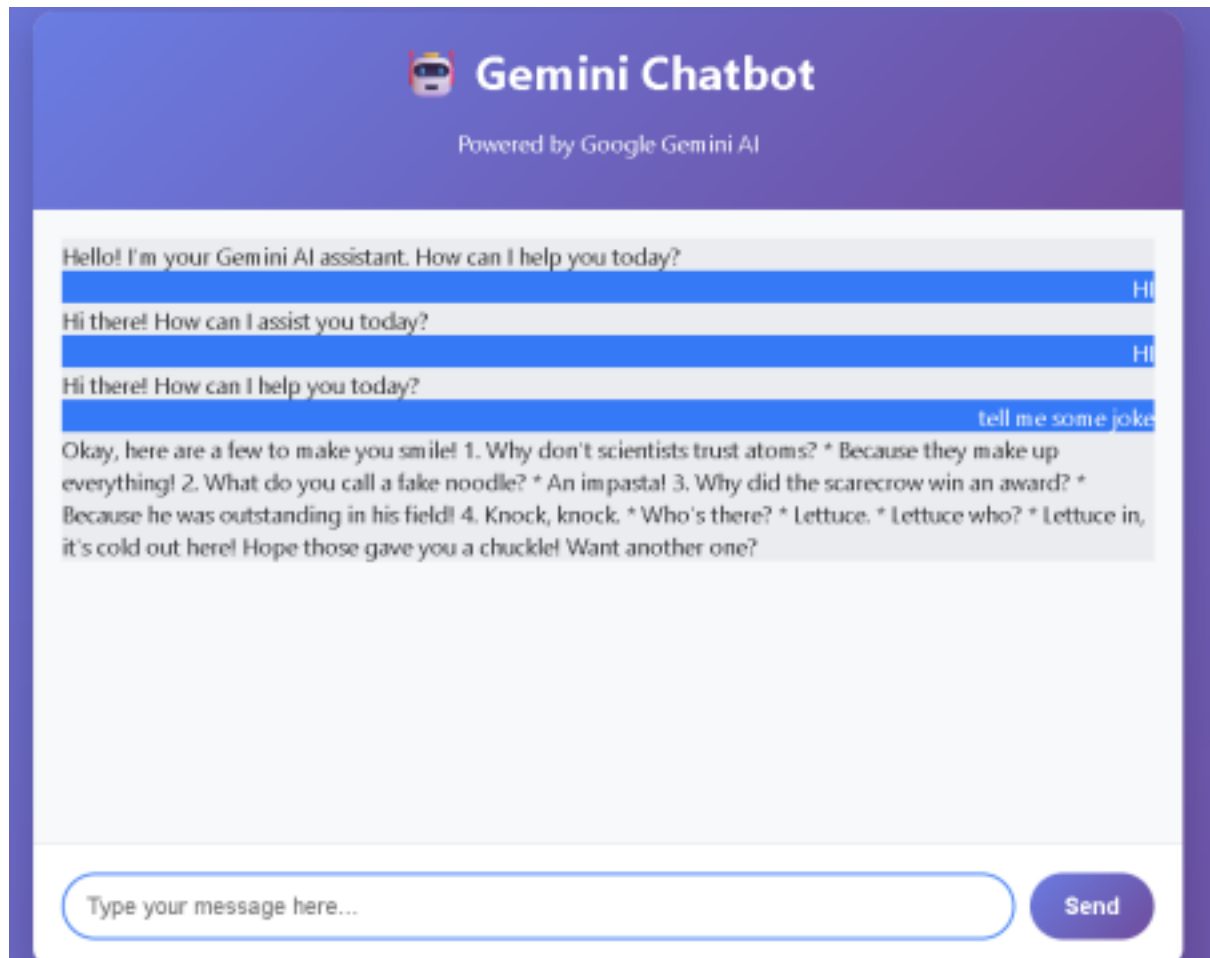 Gemini Chatbot
Powered by Google Gemini AI
Hello! I'm your Gemini AI assistant. How can I help you today?
HI
Hi there! How can I assist you today?
HI
Hi there! How can I help you today?
tell me some joke
Okay, here are a few to make you smile! 1. Why don't scientists trust atoms? * Because they make up
everything! 2. What do you call a fake noodle? * An impasta! 3. Why did the scarecrow win an award? *
Because he was outstanding in his field! 4. Knock, knock. * Who's there? * Lettuce. * Lettuce who? * Lettuce in,
it's cold out here! Hope those gave you a chuckle! Want another one?
Type your message here...
Send